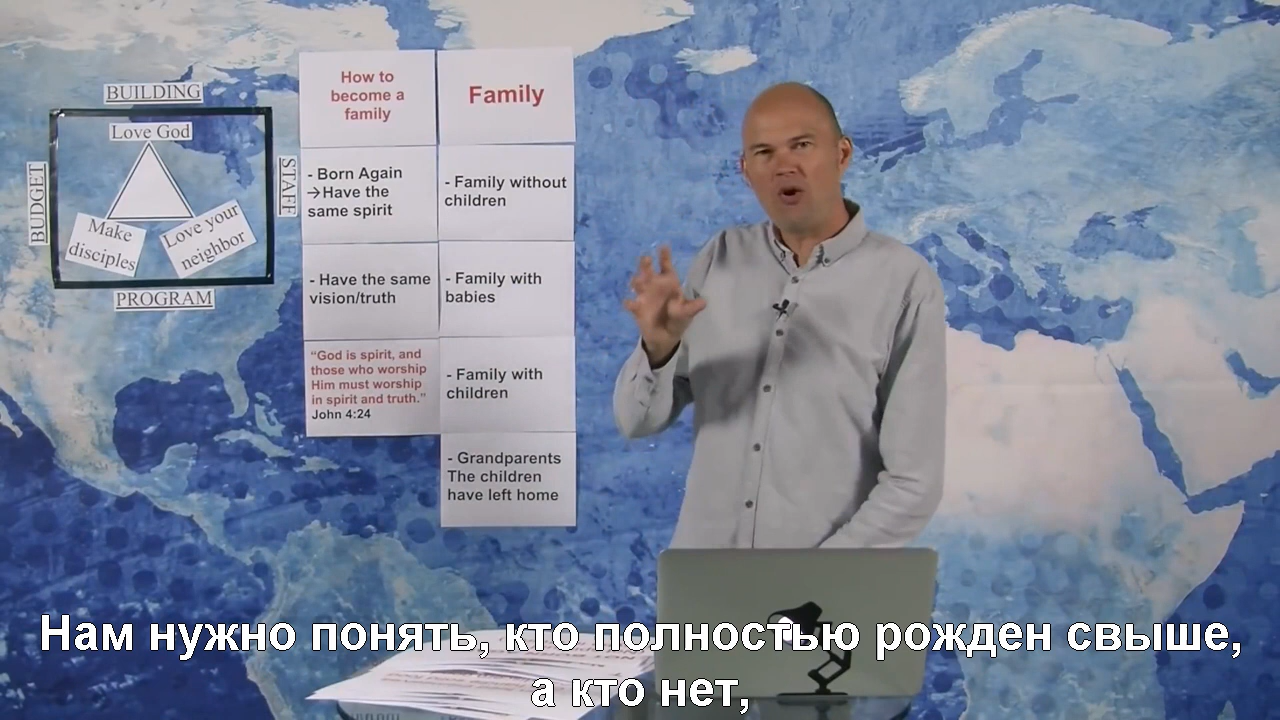 BUILDING
Love God
BUDGET
STAFF
Make
disciples
Love your
neighbor
PROGRAM
How to
become a
family
- Born Again
→Have the
same spirit
- Have the same
vision/truth
“God is spirit, and
those who worship
Him must worship
in spirit and truth.”
John 4:24
Family
- Family without
children
- Family with
babies
- Family with
children
- Grandparents
The children
have left home
Нам нужно понять, кто полностью рожден свыше,
а кто нет,